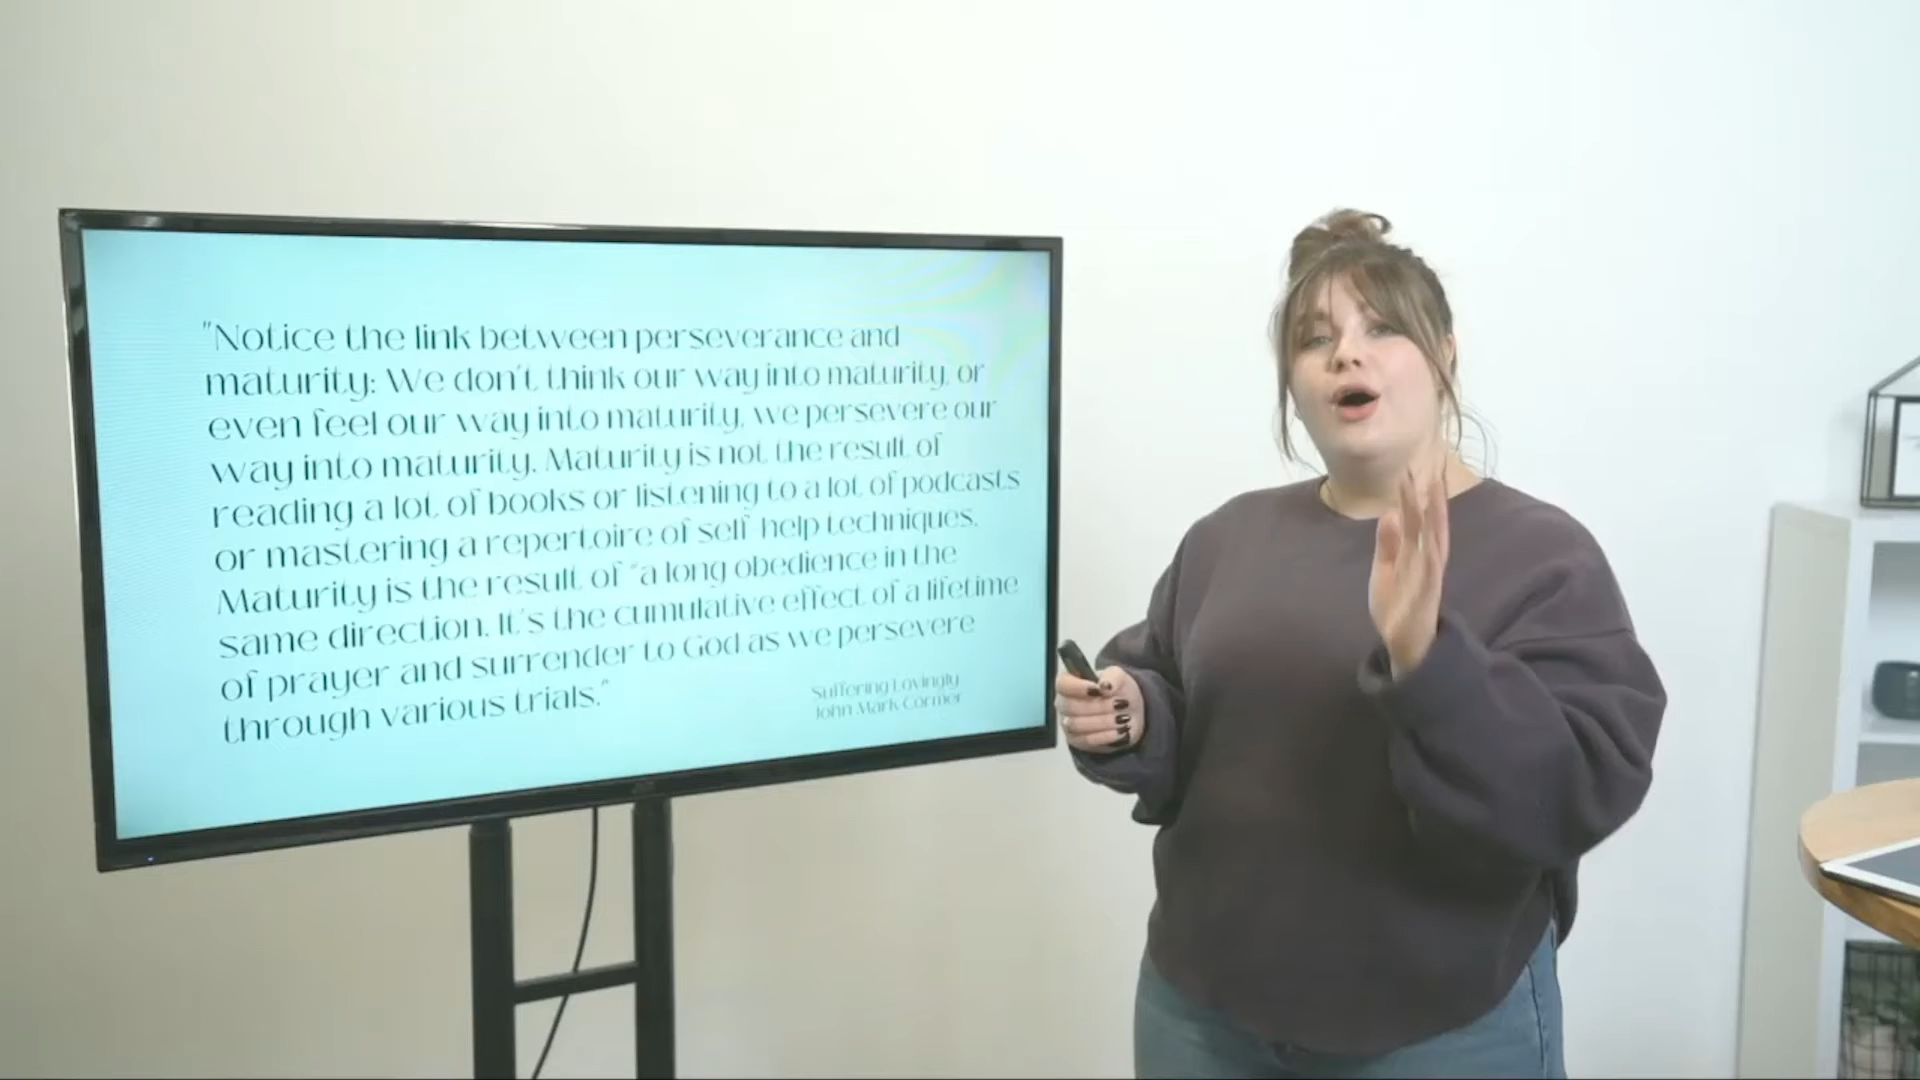 "Notice the link between perseverance and
maturity: We don't think our way into maturity, or
even feel our way into maturity, we persevere our
way into maturity. Maturity is not the result of
reading a lot of books or listening to a lot of podcasts
or mastering a repertoire of self-help techniques.
Maturity is the result of "a long obedience in the
same direction. It's the cumulative effect of a lifetime
of prayer and surrender to God as we persevere
through various trials."
Suffering Lovingly
John Mark Cormer